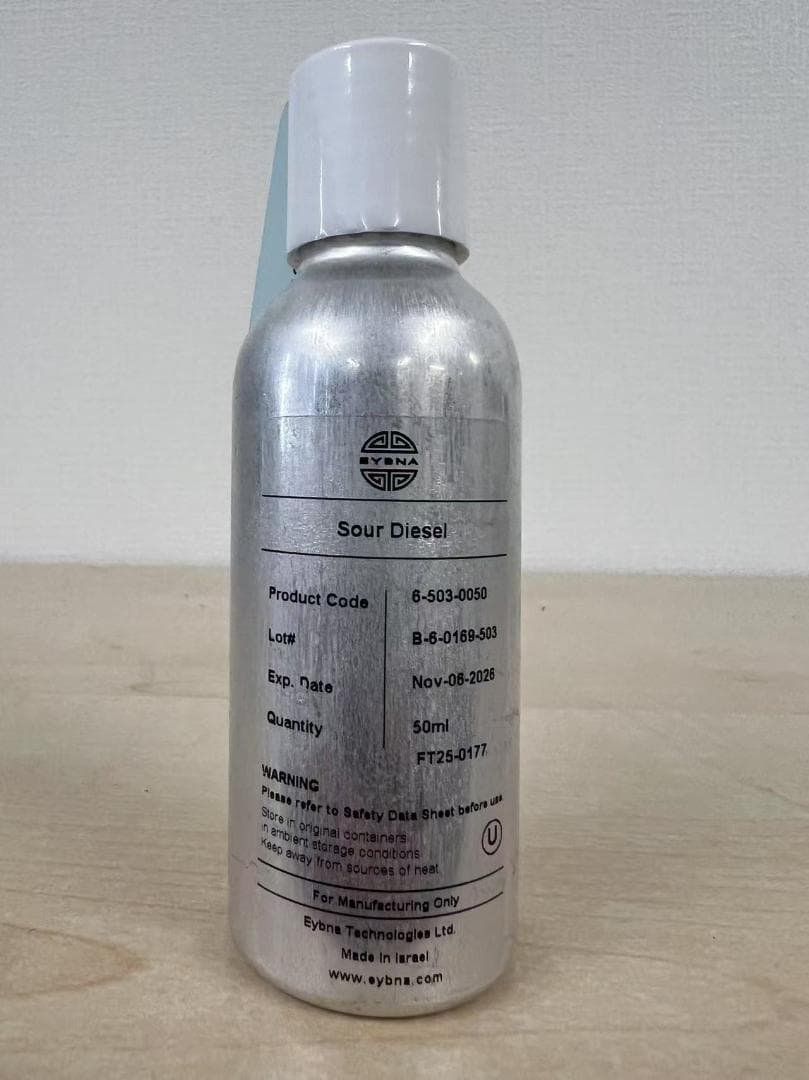 EYBNA
Sour Diesel
Product Code 6-503-0050
Lot# B-6-0169-503
Exp. Date Nov-06-2026
Quantity 50ml
FT25-0177
WARNING
Please refer to Safety Data Sheet before use
Store in original containers
in ambient storage conditions
Keep away from sources of heat
U
For Manufacturing Only
Eybna Technologies Ltd.
Made in Israel
www.eybna.com